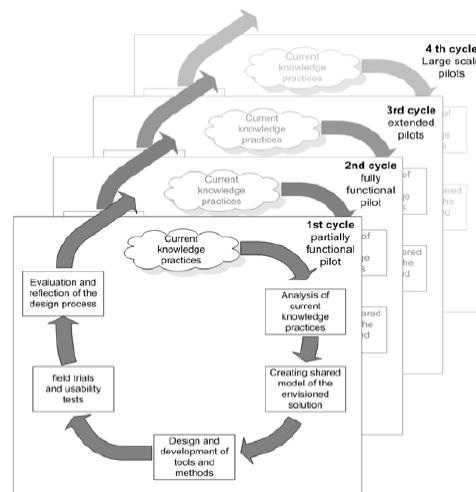 4 th cycle
Large scale
pilots
Current
knowledge
practices
3rd cycle
extended
pilots
Current
knowledge
practices
2nd cycle
fully
functional
pilot
Current
knowledge
practices
1st cycle
partially
functional
pilot
Current
knowledge
practices
Analysis of
current
knowledge
practices
Creating shared
model of the
envisioned
solution
Design and
development of
tools and
methods
field trials
and usability
tests
Evaluation and
reflection of the
design process